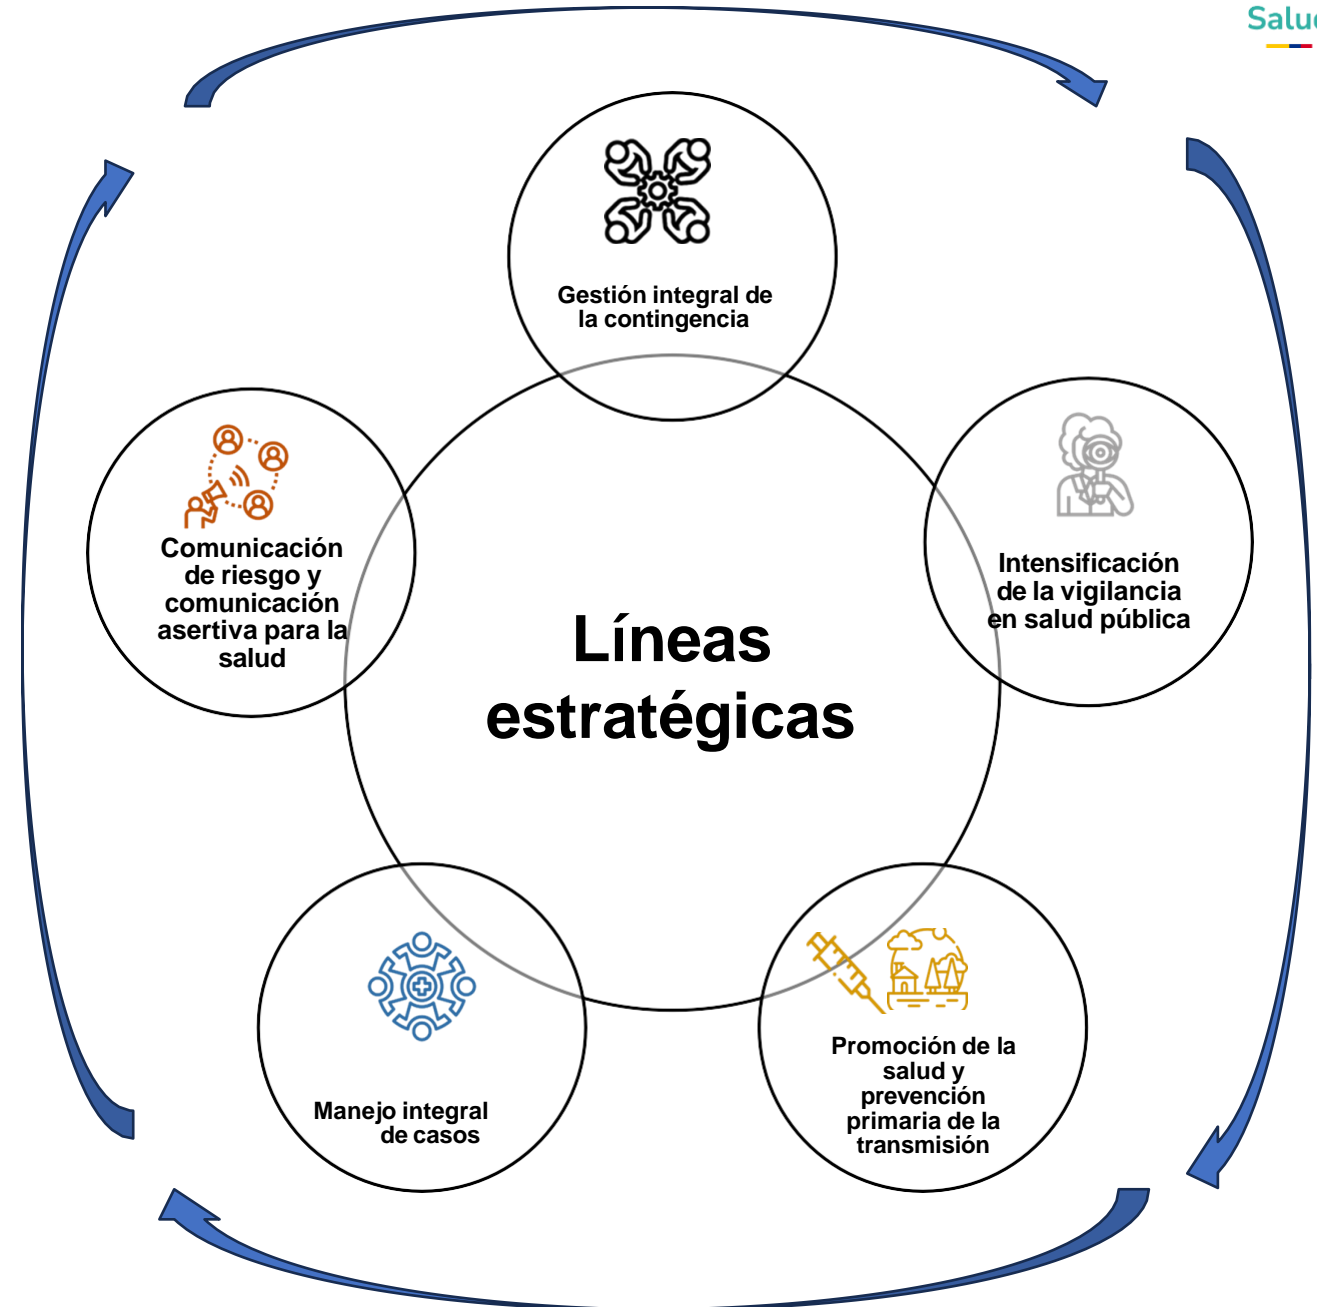 Salud
Gestión integral de
la contingencia
Intensificación
de la vigilancia
en salud pública
Promoción de la
salud y
prevención
primaria de la
transmisión
Manejo integral
de casos
Comunicación
de riesgo y
comunicación
asertiva para la
salud
Líneas
estratégicas